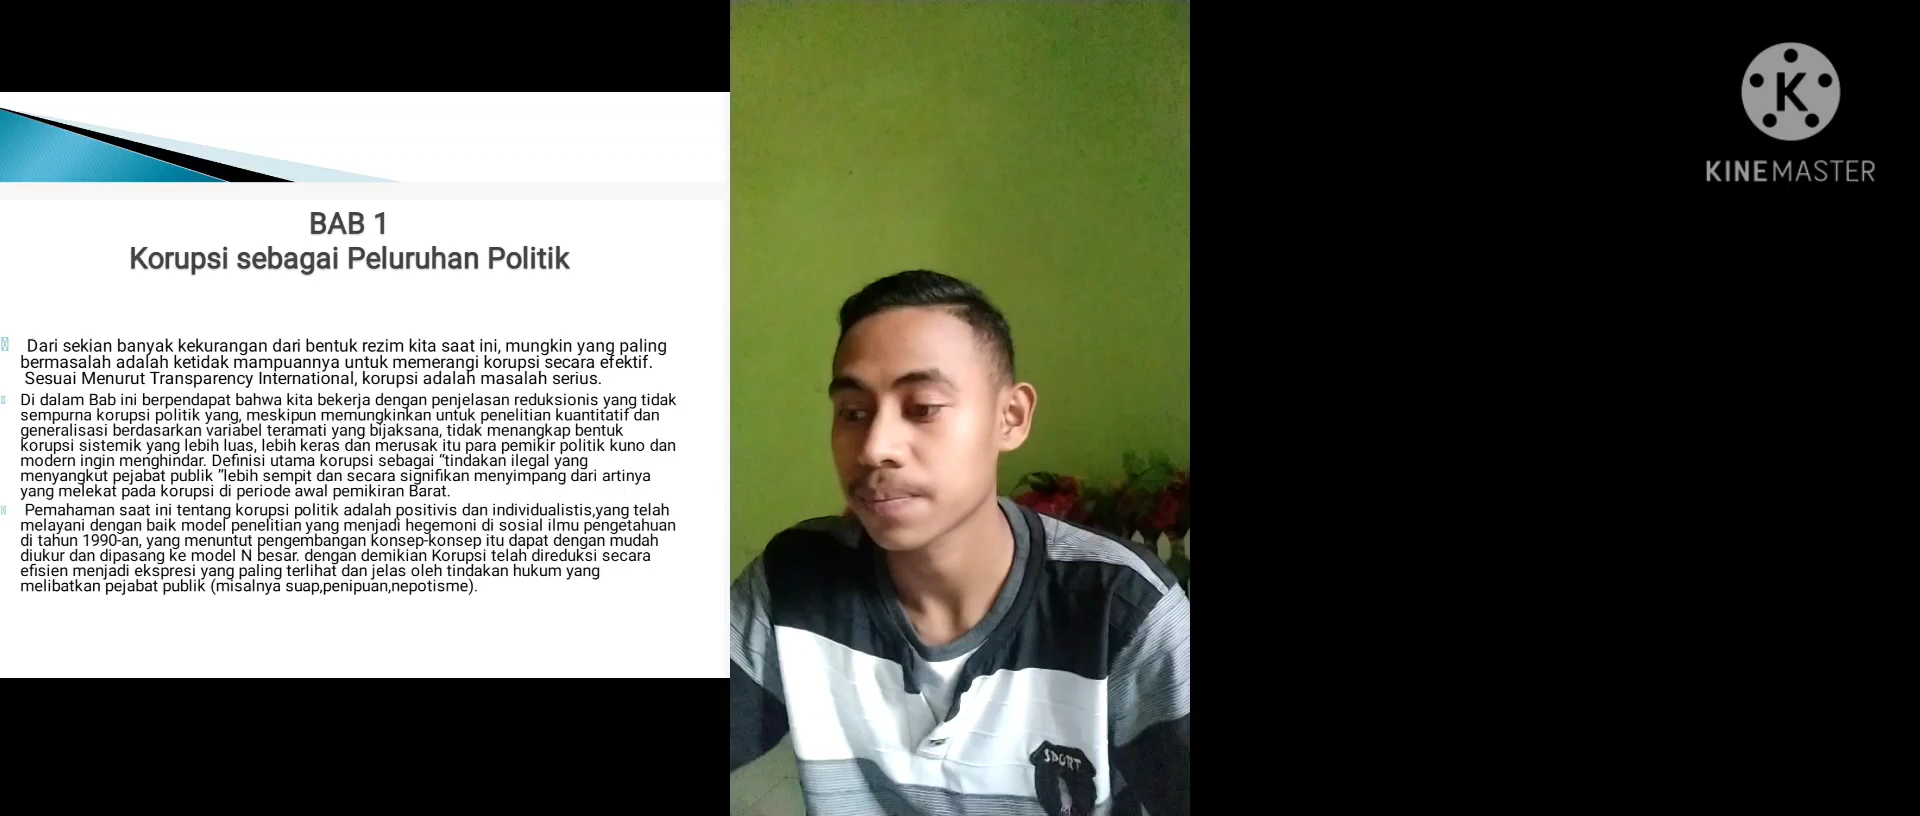 BAB 1
Korupsi sebagai Peluruhan Politik
Dari sekian banyak kekurangan dari bentuk rezim kita saat ini, mungkin yang paling
bermasalah adalah ketidak mampuannya untuk memerangi korupsi secara efektif.
Sesuai Menurut Transparency International, korupsi adalah masalah serius.
Di dalam Bab ini berpendapat bahwa kita bekerja dengan penjelasan reduksionis yang tidak
sempurna korupsi politik yang, meskipun memungkinkan untuk penelitian kuantitatif dan
generalisasi berdasarkan variabel teramati yang bijaksana, tidak menangkap bentuk
korupsi sistemik yang lebih luas, lebih keras dan merusak itu para pemikir politik kuno dan
modern ingin menghindar. Definisi utama korupsi sebagai “tindakan ilegal yang
menyangkut pejabat publik ”lebih sempit dan secara signifikan menyimpang dari artinya
yang melekat pada korupsi di periode awal pemikiran Barat.
Pemahaman saat ini tentang korupsi politik adalah positivis dan individualistis,yang telah
melayani dengan baik model penelitian yang menjadi hegemoni di sosial ilmu pengetahuan
di tahun 1990-an, yang menuntut pengembangan konsep-konsep itu dapat dengan mudah
diukur dan dipasang ke model N besar. dengan demikian Korupsi telah direduksi secara
efisien menjadi ekspresi yang paling terlihat dan jelas oleh tindakan hukum yang
melibatkan pejabat publik (misalnya suap,penipuan,nepotisme).
SPORT
K
KINEMASTER